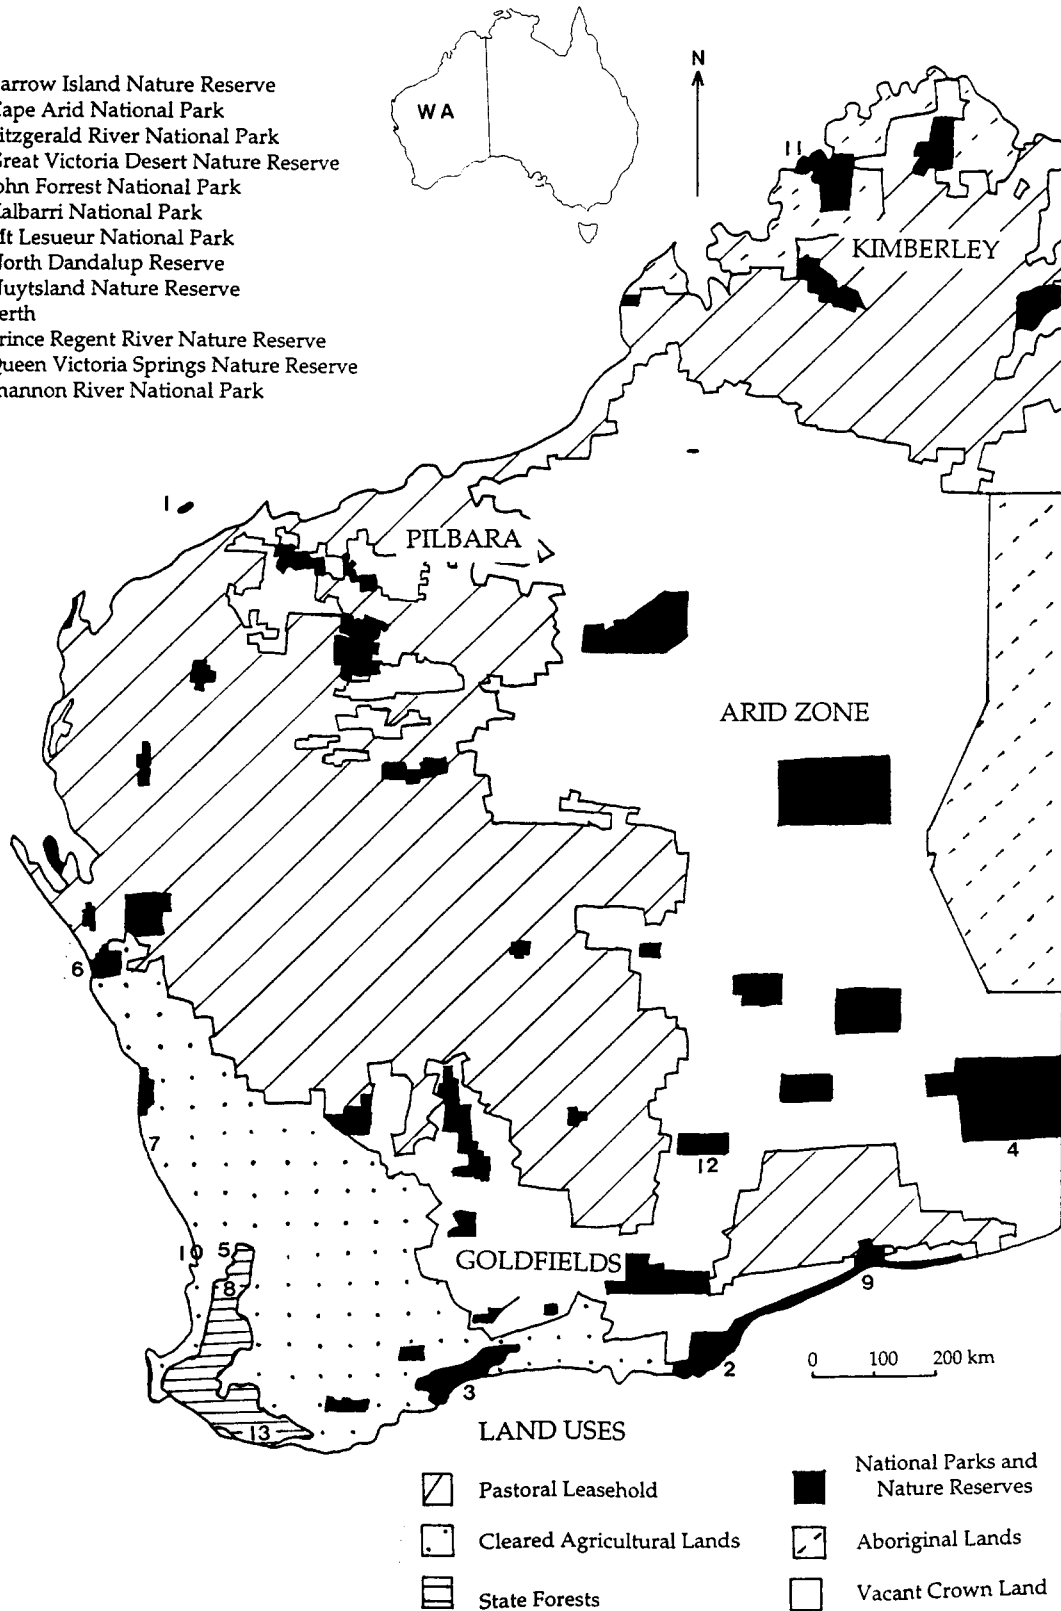 arrow Island Nature Reserve
Cape Arid National Park
itzgerald River National Park
Great Victoria Desert Nature Reserve
ohn Forrest National Park
Kalbarri National Park
Mt Lesueur National Park
North Dandalup Reserve
Nuytsland Nature Reserve
erth
rince Regent River Nature Reserve
Queen Victoria Springs Nature Reserve
hannon River National Park
WA
N
11
KIMBERLEY
1
PILBARA
ARID ZONE
6
7
12
4
10
5
8
GOLDFIELDS
9
2
3
13
0 100 200 km
LAND USES
Pastoral Leasehold
Cleared Agricultural Lands
State Forests
National Parks and
Nature Reserves
Aboriginal Lands
Vacant Crown Land